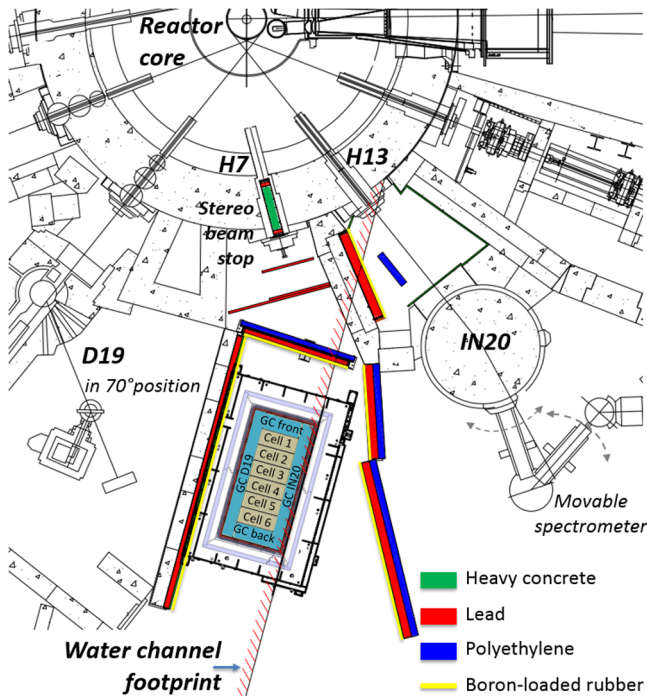 Reactor
core
H7
H13
Stereo
beam
stop
D19
in 70°position
IN20
GC front
Cell 1
Cell 2
Cell 3
Cell 4
Cell 5
Cell 6
GC back
GC D19
GC IN20
Movable
spectrometer
Heavy concrete
Lead
Polyethylene
Boron-loaded rubber
Water channel
footprint